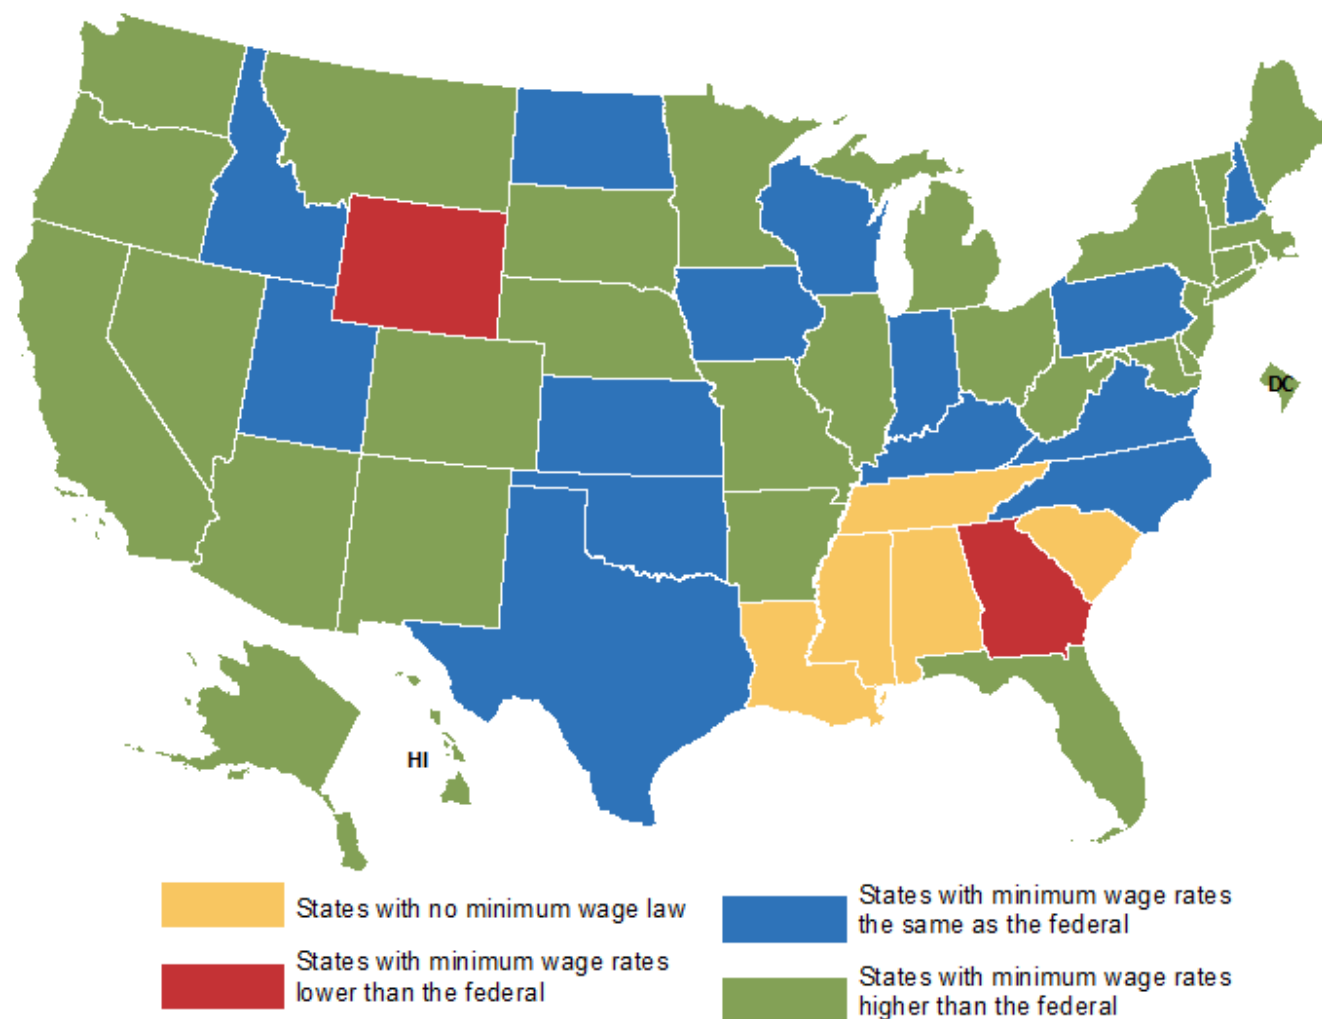 DC
HI
States with no minimum wage law
States with minimum wage rates
lower than the federal
States with minimum wage rates
the same as the federal
States with minimum wage rates
higher than the federal